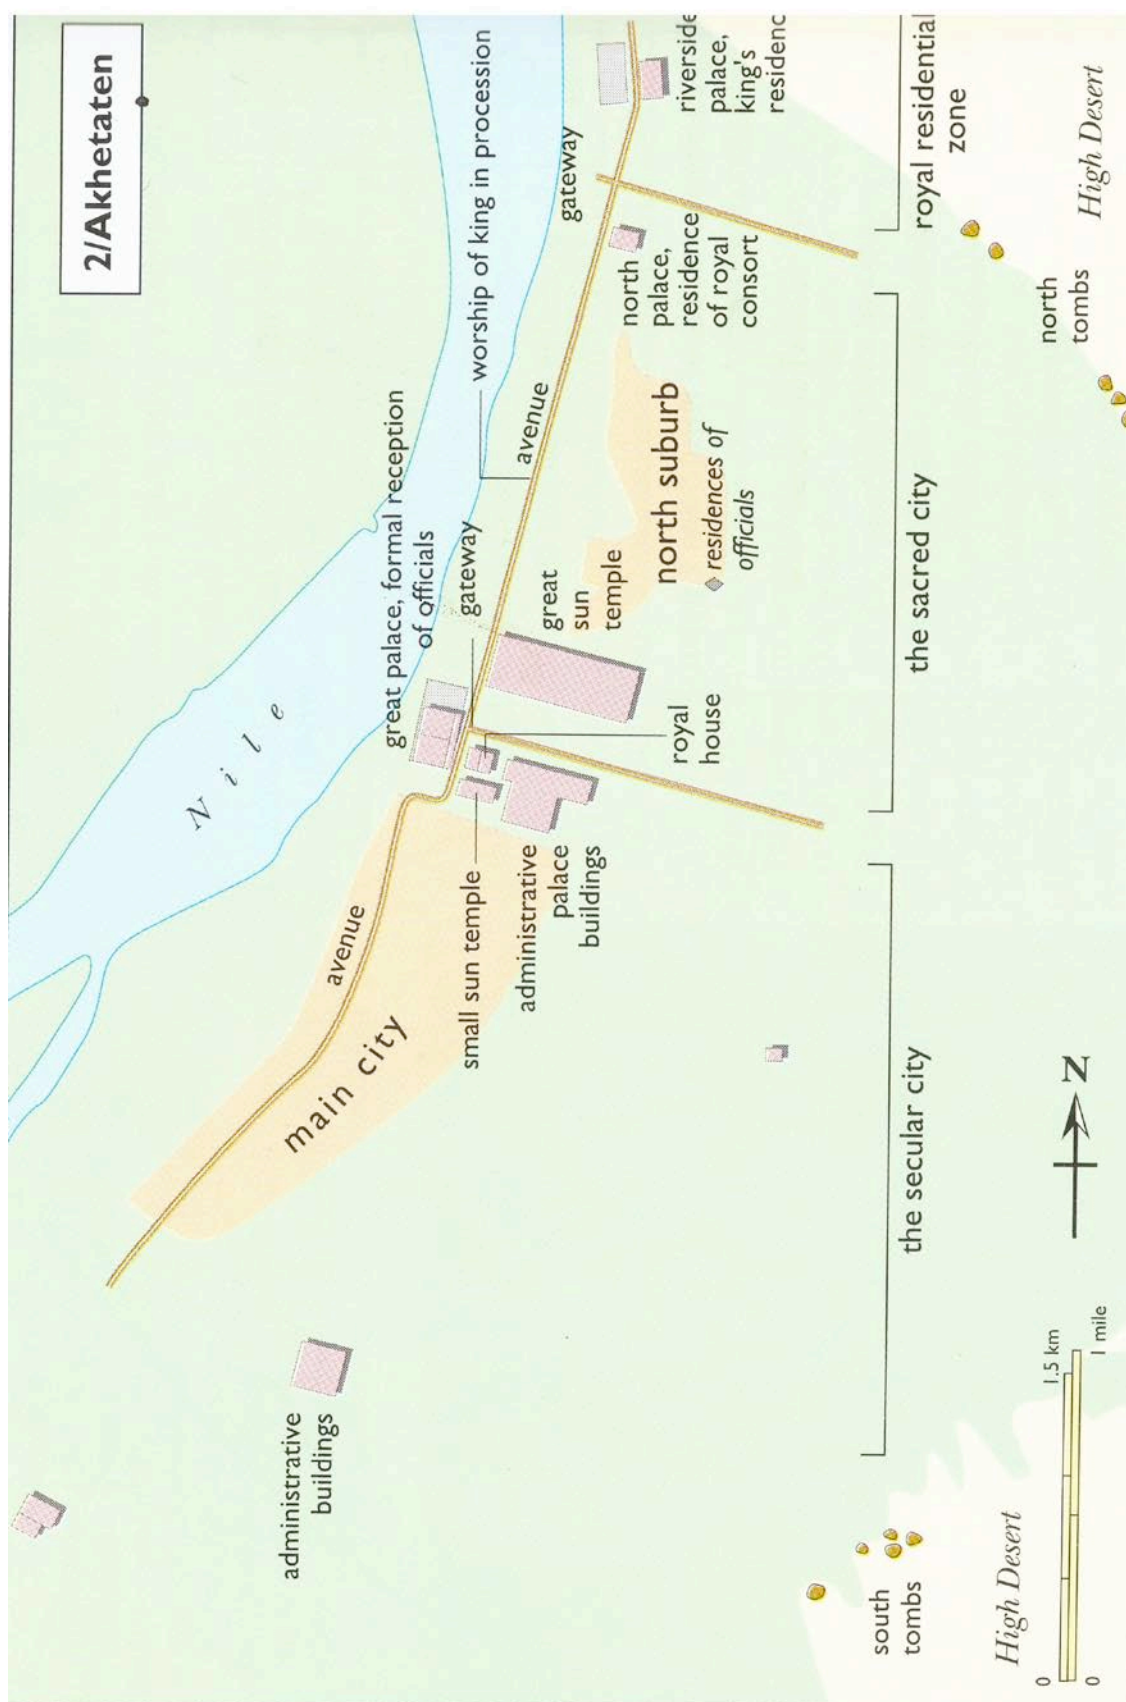 2/Akhetaten
Nile
worship of king in procession
great palace, formal reception
of officials
gateway
avenue
gateway
riverside
palace,
king's
residenc
north
palace,
residence
of royal
consort
north suburb
residences of
officials
great
sun
temple
royal
house
avenue
main city
small sun temple
administrative
palace
buildings
administrative
buildings
royal residential
zone
the sacred city
the secular city
north
tombs
High Desert
south
tombs
High Desert
N
0
1.5 km
0
1 mile